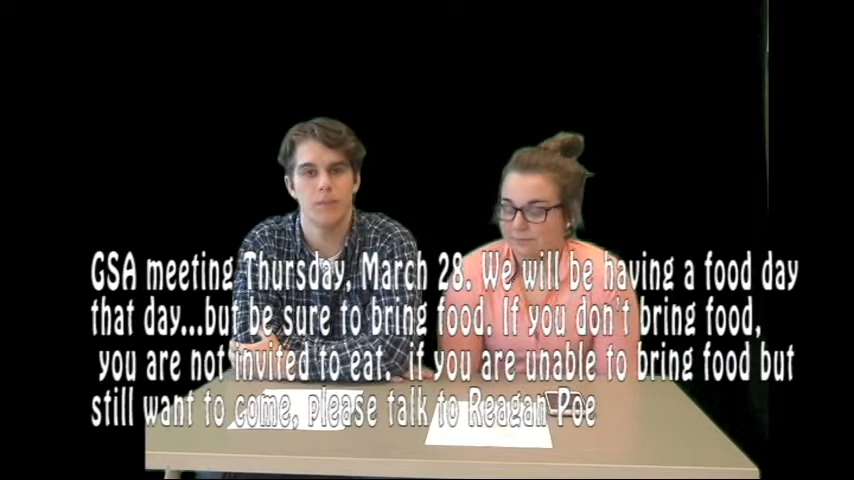 GSA meeting Thursday, March 28. We will be having a food day
that day...but be sure to bring food. If you don't bring food,
you are not invited to eat. if you are unable to bring food but
still want to come, please talk to Reagan Poe